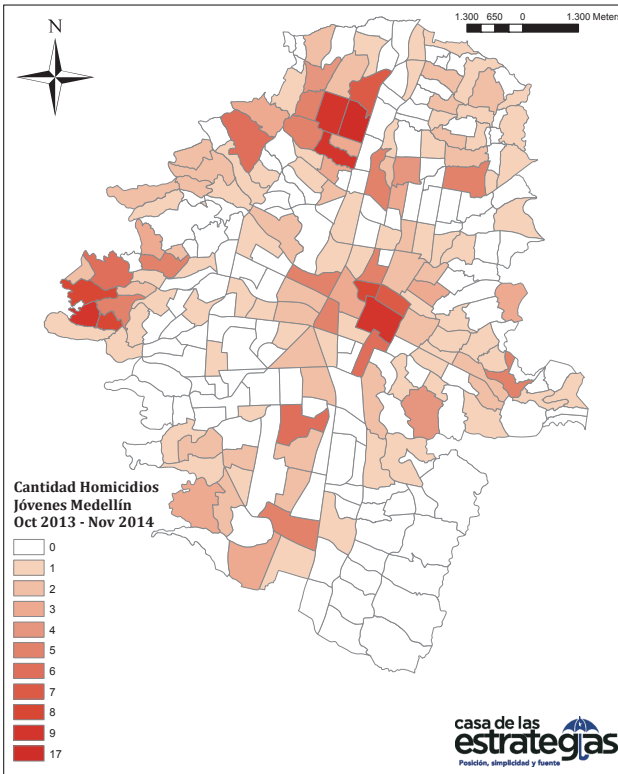 1.300 650 0 1.300 Meters
N
Cantidad Homicidios
Jóvenes Medellín
Oct 2013 - Nov 2014
0
1
2
3
4
5
6
7
8
9
17
casa de las
estrategias
Posición, simplicidad y fuente